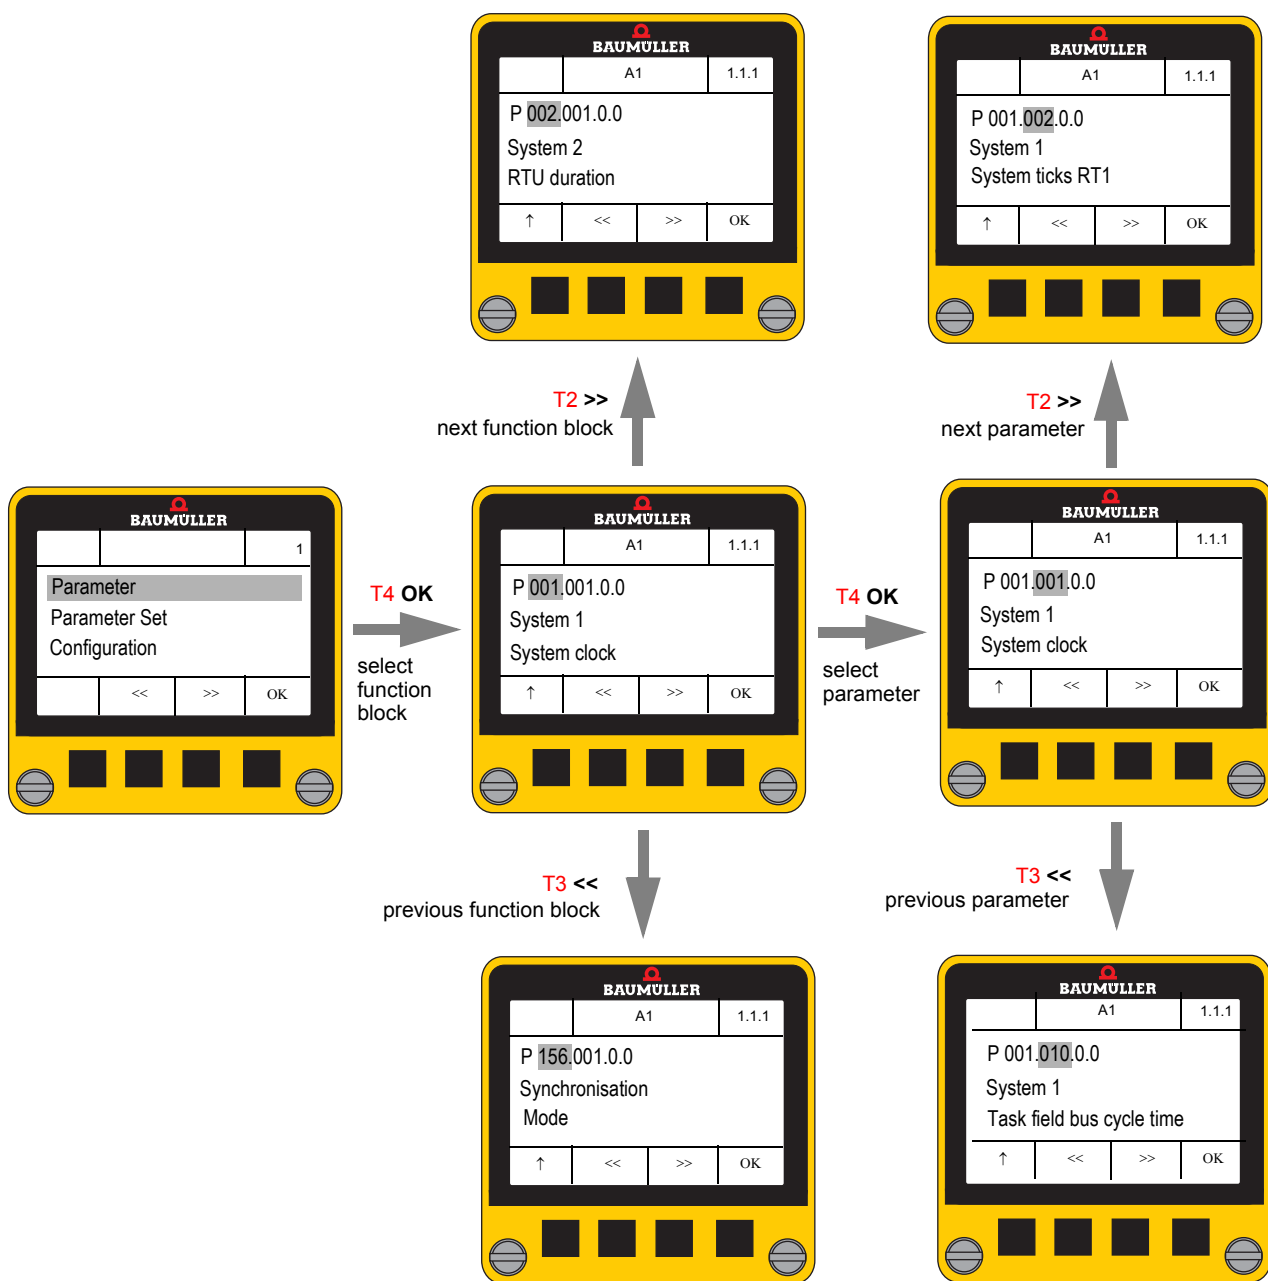 BAUMÜLLER
A1 1.1.1
P 002.001.0.0
System 2
RTU duration
↑ << >> OK
BAUMÜLLER
A1 1.1.1
P 001.002.0.0
System 1
System ticks RT1
↑ << >> OK
T2 >>
next function block
T2 >>
next parameter
BAUMÜLLER
1
Parameter
Parameter Set
Configuration
<< >> OK
T4 OK
select
function
block
BAUMÜLLER
A1 1.1.1
P 001.001.0.0
System 1
System clock
↑ << >> OK
T4 OK
select
parameter
BAUMÜLLER
A1 1.1.1
P 001.001.0.0
System 1
System clock
↑ << >> OK
T3 <<
previous function block
T3 <<
previous parameter
BAUMÜLLER
A1 1.1.1
P 156.001.0.0
Synchronisation
Mode
↑ << >> OK
BAUMÜLLER
A1 1.1.1
P 001.010.0.0
System 1
Task field bus cycle time
↑ << >> OK